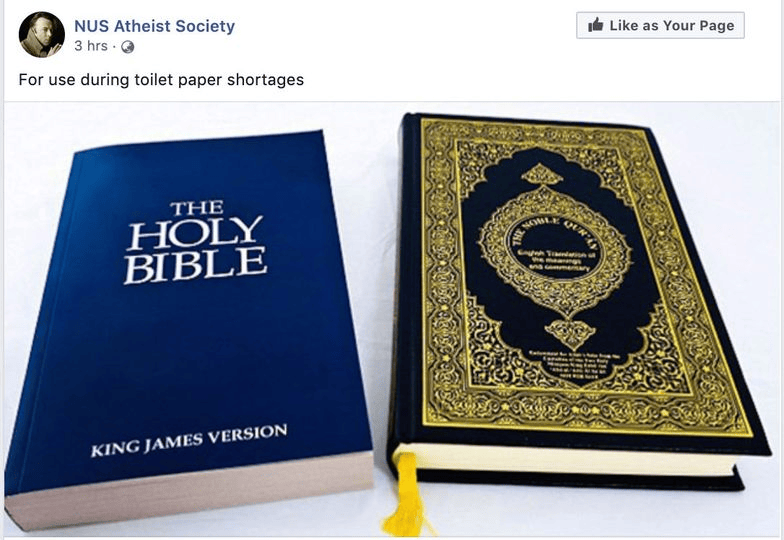 NUS Atheist Society
Like as Your Page
3 hrs ·
For use during toilet paper shortages
THE
HOLY
BIBLE
KING JAMES VERSION
THE NOBLE QUR'AN
English Translation of
the meanings
and commentary